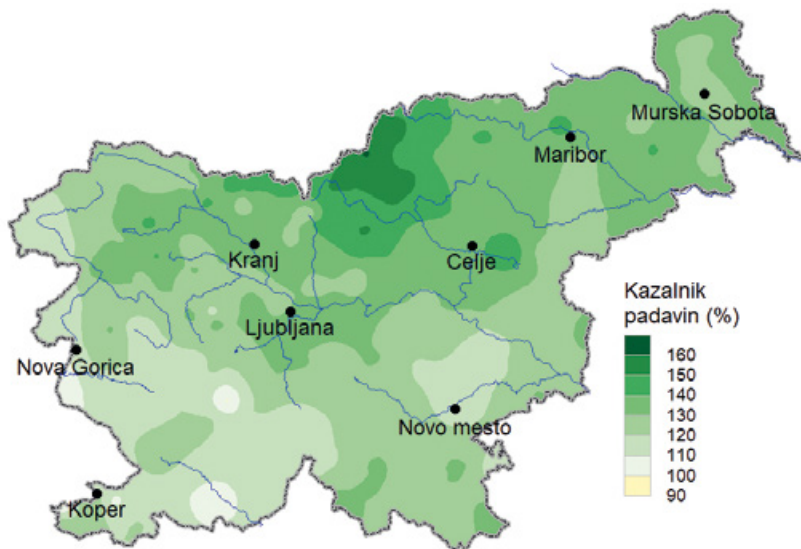 Murska Sobota
Maribor
Kranj
Celje
Ljubljana
Nova Gorica
Novo mesto
Koper
Kazalnik
padavin (%)
160
150
140
130
120
110
100
90